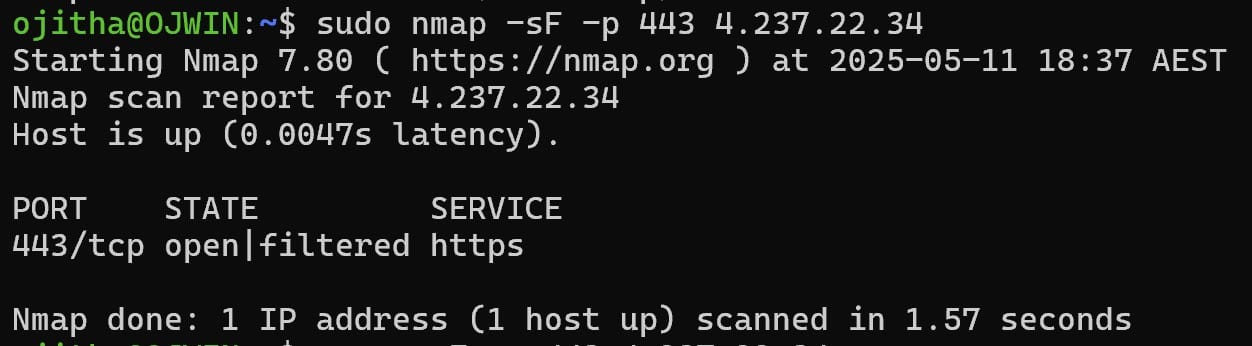 ojitha@OJWIN:~$ sudo nmap -sF -p 443 4.237.22.34
Starting Nmap 7.80 ( https://nmap.org ) at 2025-05-11 18:37 AEST
Nmap scan report for 4.237.22.34
Host is up (0.0047s latency).

PORT    STATE         SERVICE
443/tcp open|filtered https

Nmap done: 1 IP address (1 host up) scanned in 1.57 seconds